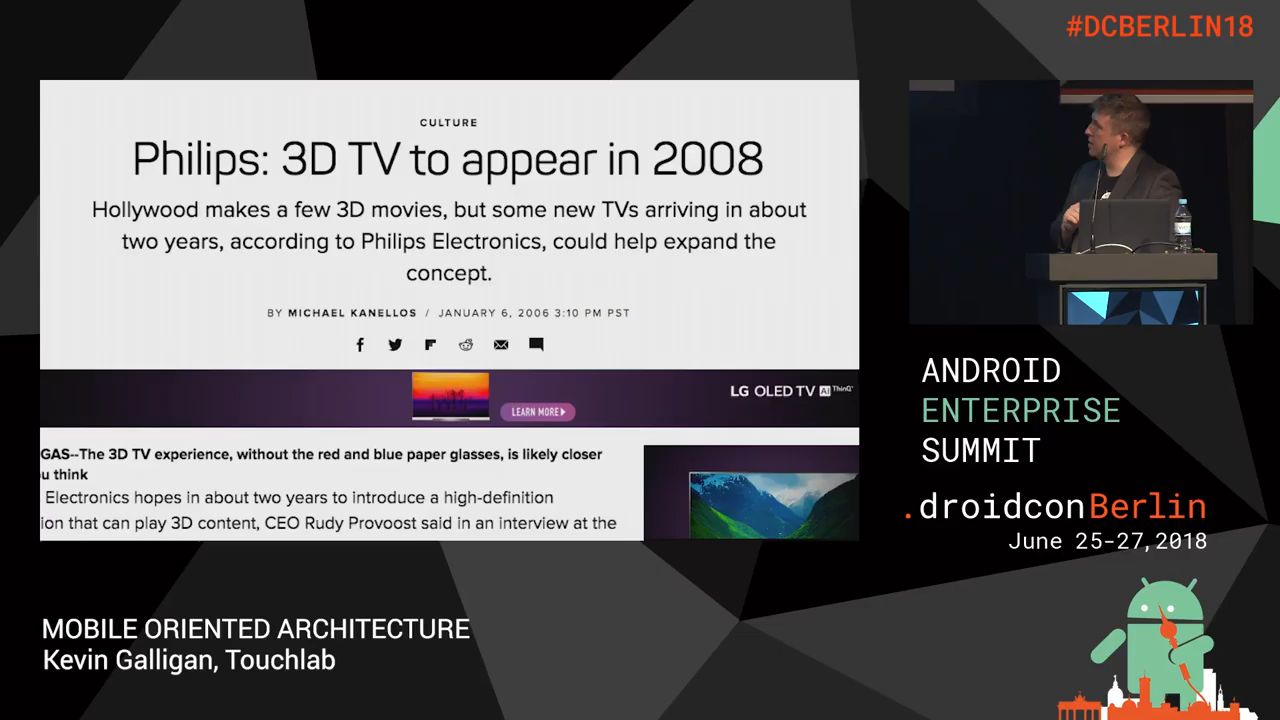 #DCBERLIN18
CULTURE
Philips: 3D TV to appear in 2008
Hollywood makes a few 3D movies, but some new TVs arriving in about
two years, according to Philips Electronics, could help expand the
concept.
BY MICHAEL KANELLOS / JANUARY 6, 2006 3:10 PM PST
LG OLED TV AI ThinQ
LEARN MORE
GAS--The 3D TV experience, without the red and blue paper glasses, is likely closer
u think
Electronics hopes in about two years to introduce a high-definition
ion that can play 3D content, CEO Rudy Provoost said in an interview at the
ANDROID
ENTERPRISE
SUMMIT
.droidcon Berlin
June 25-27, 2018
MOBILE ORIENTED ARCHITECTURE
Kevin Galligan, Touchlab